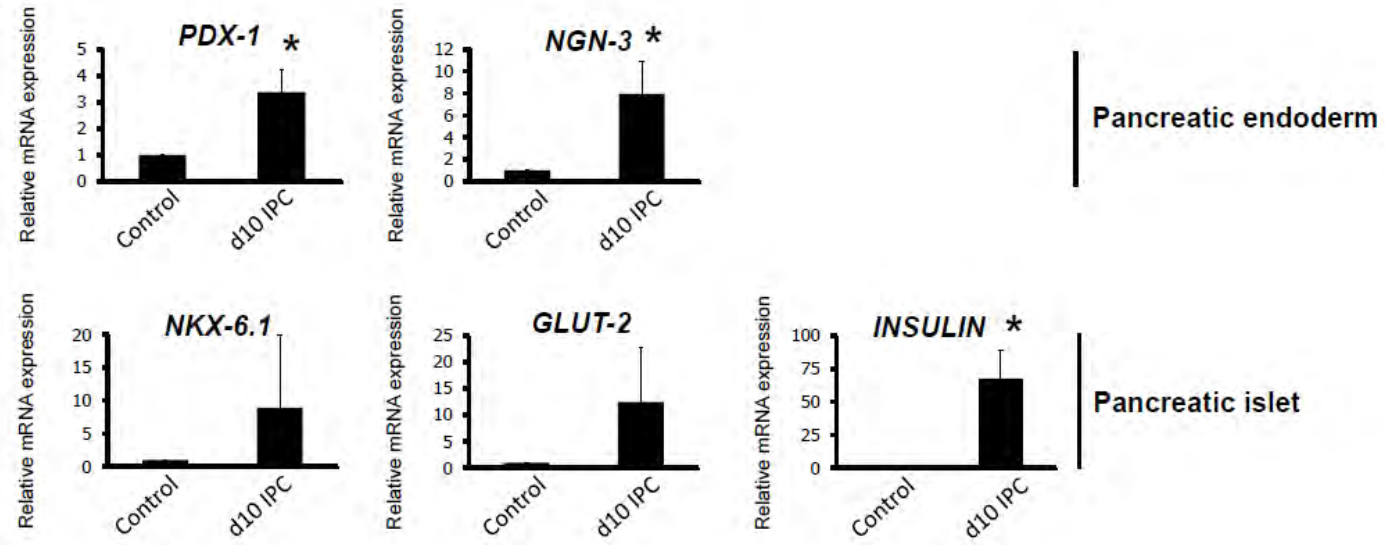 PDX-1 *
Relative mRNA expression
5
4
3
2
1
0
Control
d10 IPC
NGN-3 *
Relative mRNA expression
12
10
8
6
4
2
0
Control
d10 IPC
Pancreatic endoderm
NKX-6.1
Relative mRNA expression
20
15
10
5
0
Control
d10 IPC
GLUT-2
Relative mRNA expression
25
20
15
10
5
0
Control
d10 IPC
INSULIN *
Relative mRNA expression
100
75
50
25
0
Control
d10 IPC
Pancreatic islet